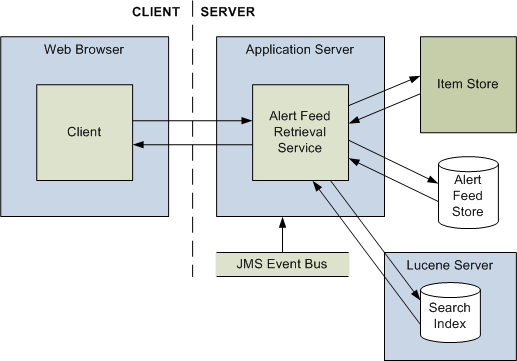 CLIENT
SERVER
Web Browser
Application Server
Client
Alert Feed
Retrieval
Service
Item Store
Alert
Feed
Store
JMS Event Bus
Lucene Server
Search
Index